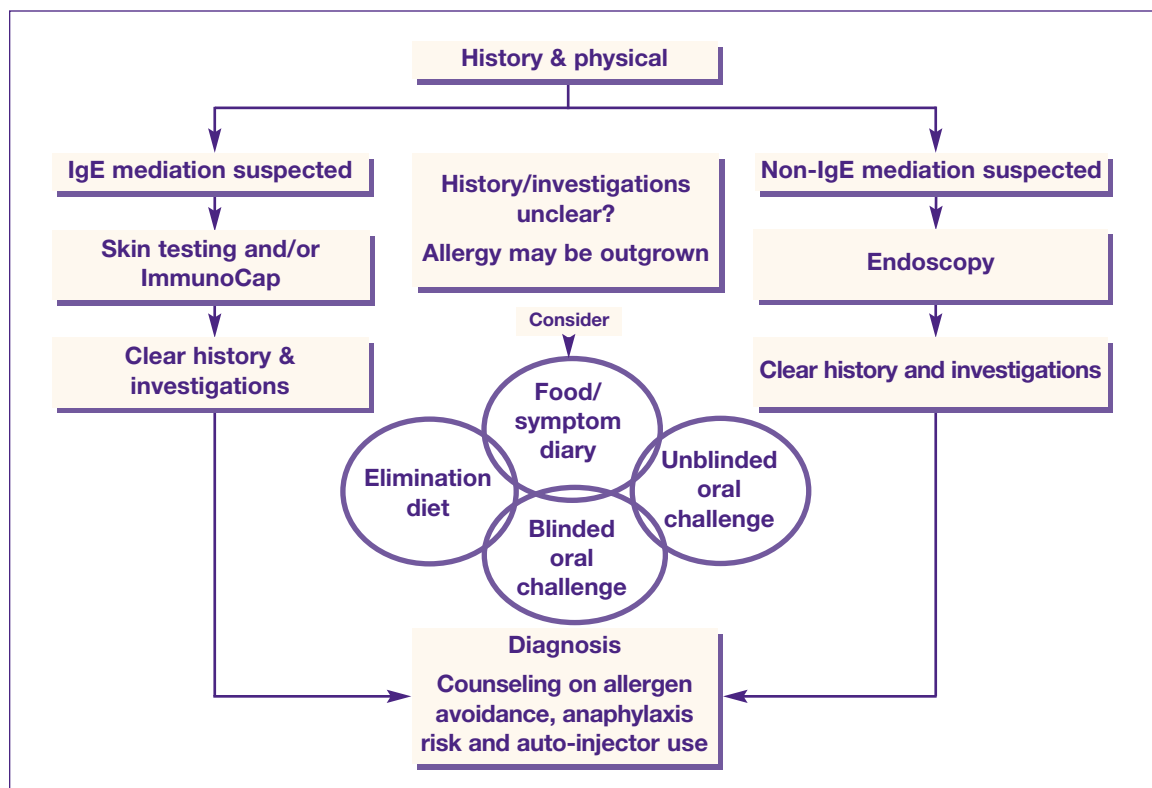 History & physical
IgE mediation suspected
Skin testing and/or
ImmunoCap
Clear history &
investigations
History/investigations
unclear?
Allergy may be outgrown
Non-IgE mediation suspected
Endoscopy
Clear history and investigations
Consider
Food/
symptom
diary
Elimination
diet
Unblinded
oral
challenge
Blinded
oral
challenge
Diagnosis
Counseling on allergen
avoidance, anaphylaxis
risk and auto-injector use